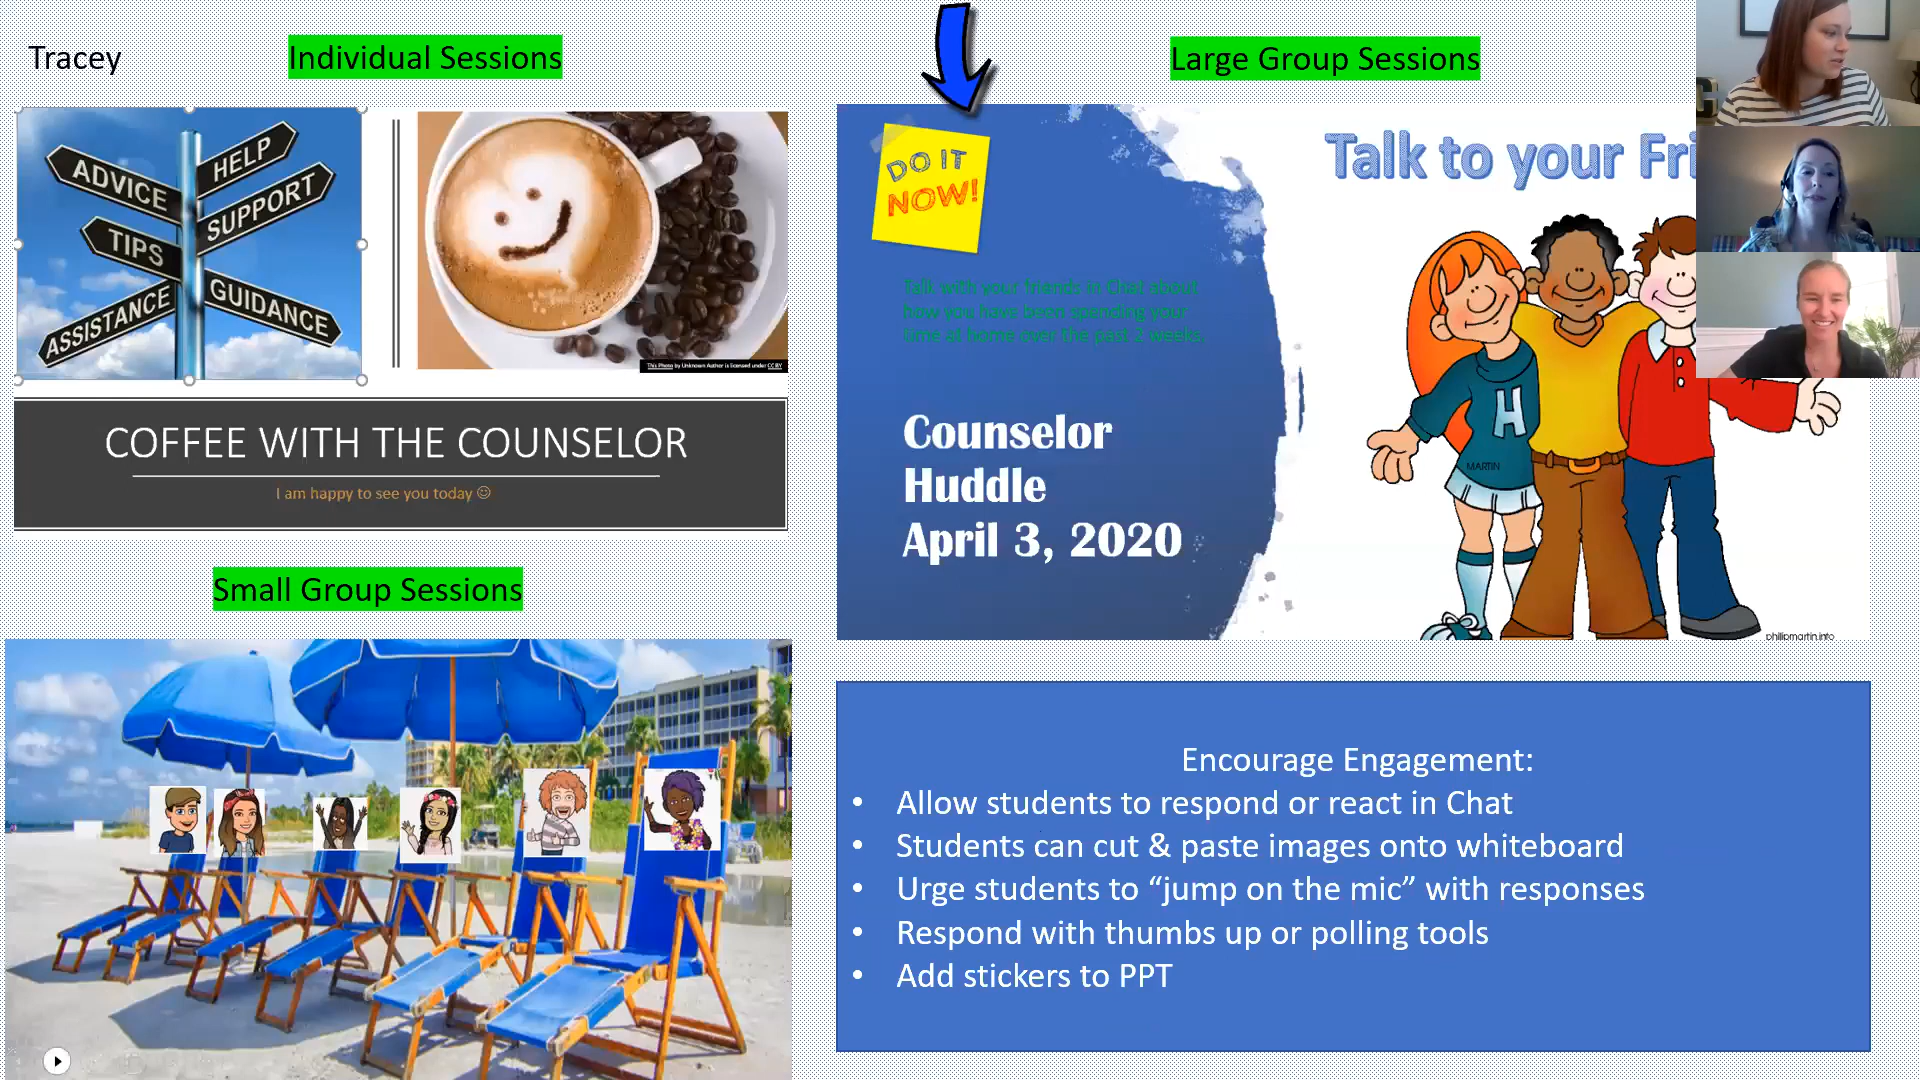 Tracey
Individual Sessions
ADVICE
HELP
SUPPORT
TIPS
GUIDANCE
ASSISTANCE
This Photo by Unknown Author is licensed under CC BY
COFFEE WITH THE COUNSELOR
I am happy to see you today ☺
Small Group Sessions
Large Group Sessions
DO IT
NOW!
Talk with your friends in Chat about
how you have been spending your
time at home over the past 2 weeks
Counselor
Huddle
April 3, 2020
Talk to your Fri
H
MARTIN
philipmartin.info
Encourage Engagement:
• Allow students to respond or react in Chat
• Students can cut & paste images onto whiteboard
• Urge students to “jump on the mic” with responses
• Respond with thumbs up or polling tools
• Add stickers to PPT